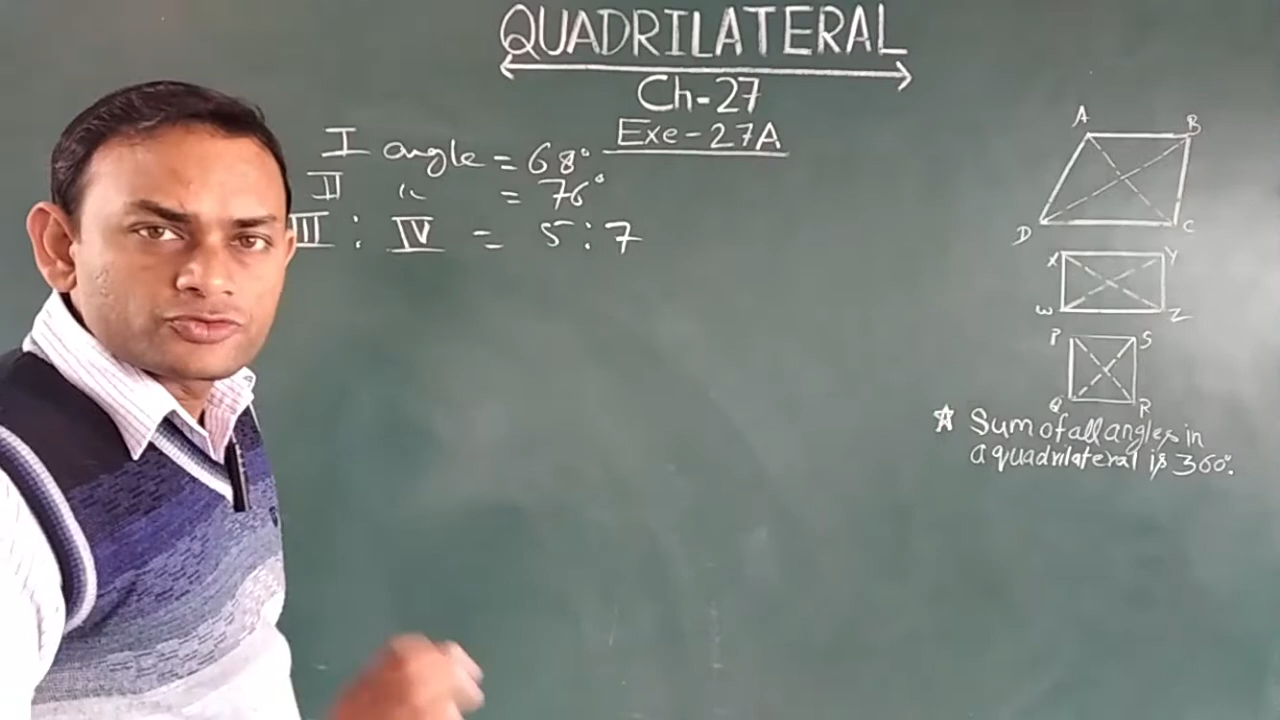 QUADRILATERAL
Ch-27
Exe-27A
I angle = 68°
II " = 76°
III : IV = 5:7
A B
D C
X Y
W Z
P S
Q R
☆ Sum of all angles in
a quadrilateral is 360°.